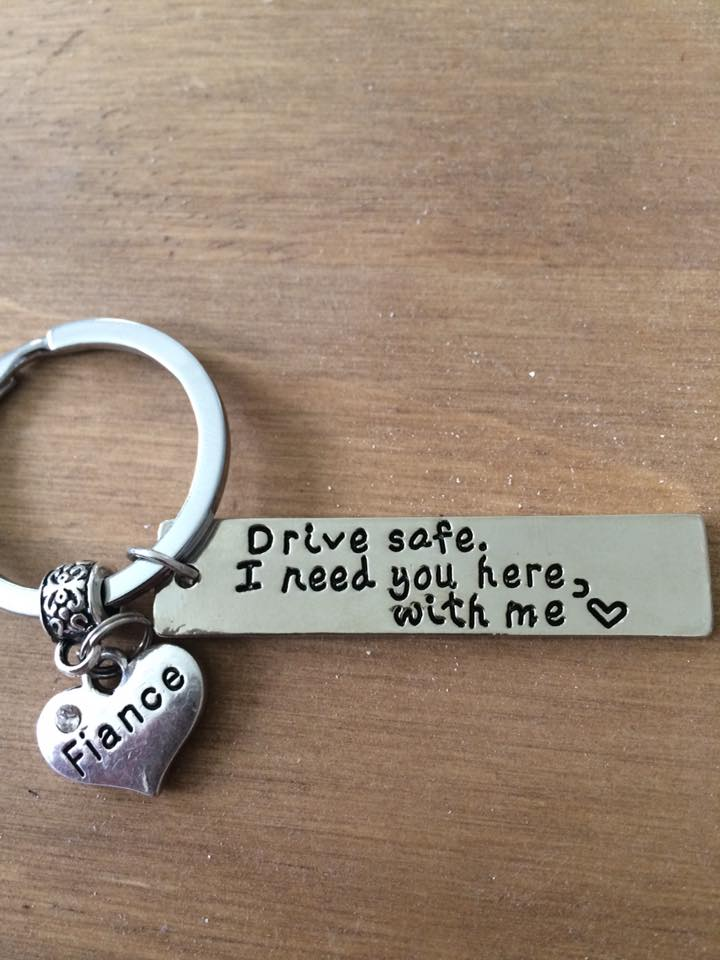 Drive safe.
I need you here,
with me ♡
Fiance